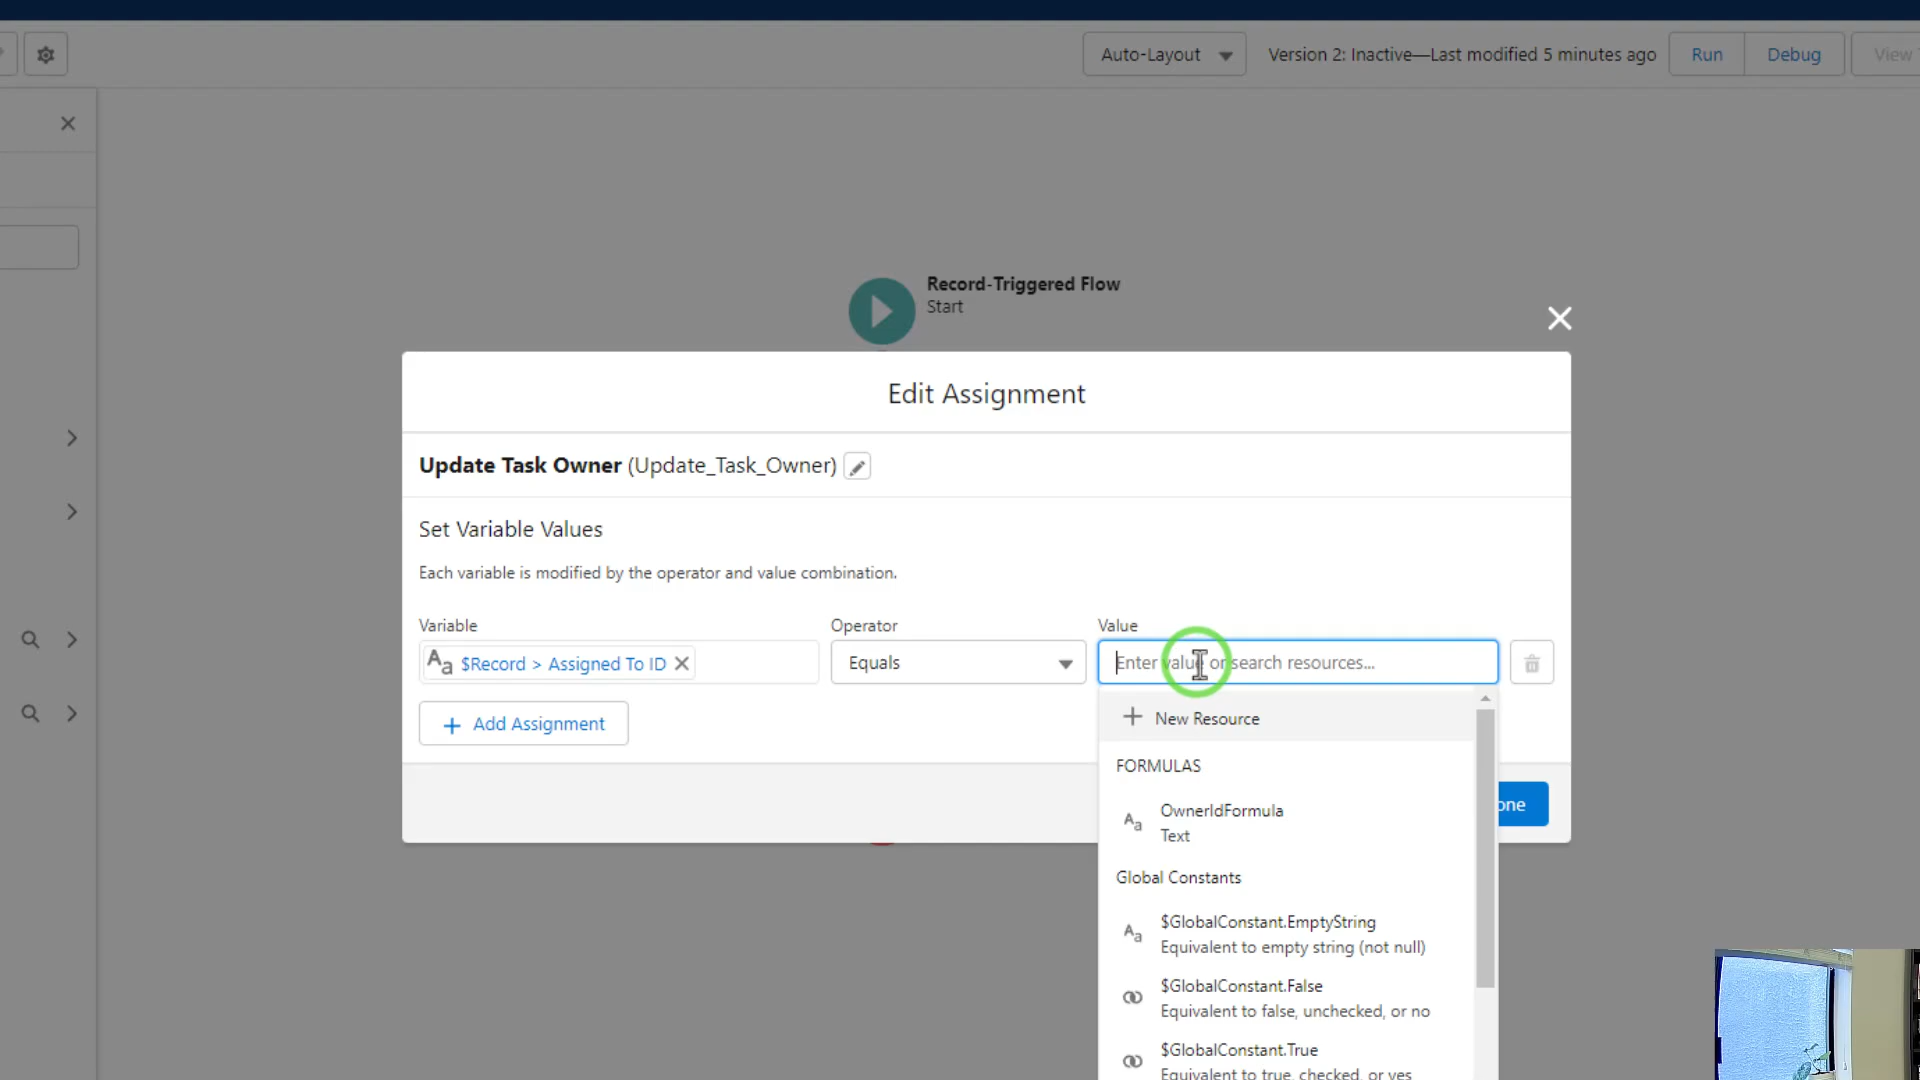 Auto-Layout
Version 2: Inactive—Last modified 5 minutes ago
Run
Debug
View
Record-Triggered Flow
Start
Edit Assignment
Update Task Owner (Update_Task_Owner)
Set Variable Values
Each variable is modified by the operator and value combination.
Variable
Operator
Value
Aa $Record > Assigned To ID
Equals
Enter value or search resources...
+ Add Assignment
+ New Resource
FORMULAS
Aa OwnerIdFormula
Text
one
Global Constants
Aa $GlobalConstant.EmptyString
Equivalent to empty string (not null)
$GlobalConstant.False
Equivalent to false, unchecked, or no
$GlobalConstant.True
Equivalent to true, checked, or yes